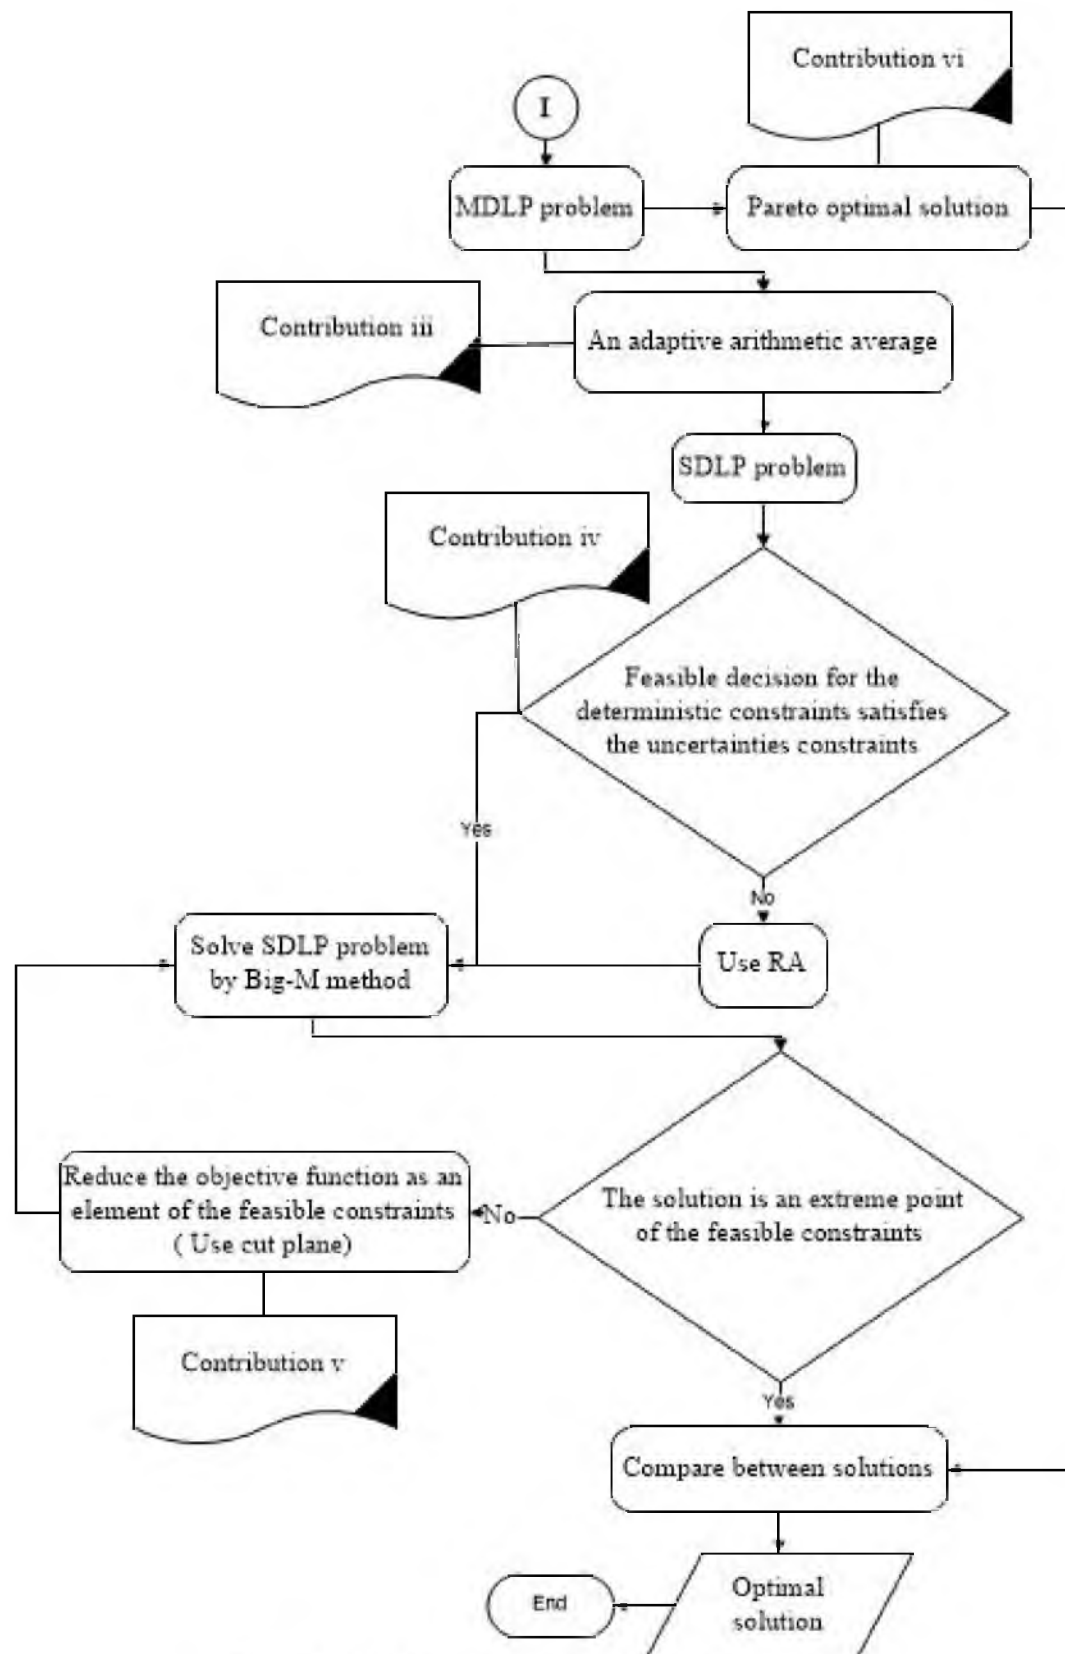 Contribution vi
I
MDLP problem
Pareto optimal solution
Contribution iii
An adaptive arithmetic average
SDLP problem
Contribution iv
Feasible decision for the
deterministic constraints satisfies
the uncertainties constraints
Yes
No
Solve SDLP problem
by Big-M method
Use RA
Reduce the objective function as an
element of the feasible constraints
( Use cut plane)
No
The solution is an extreme point
of the feasible constraints
Contribution v
Yes
Compare between solutions
Optimal
solution
End